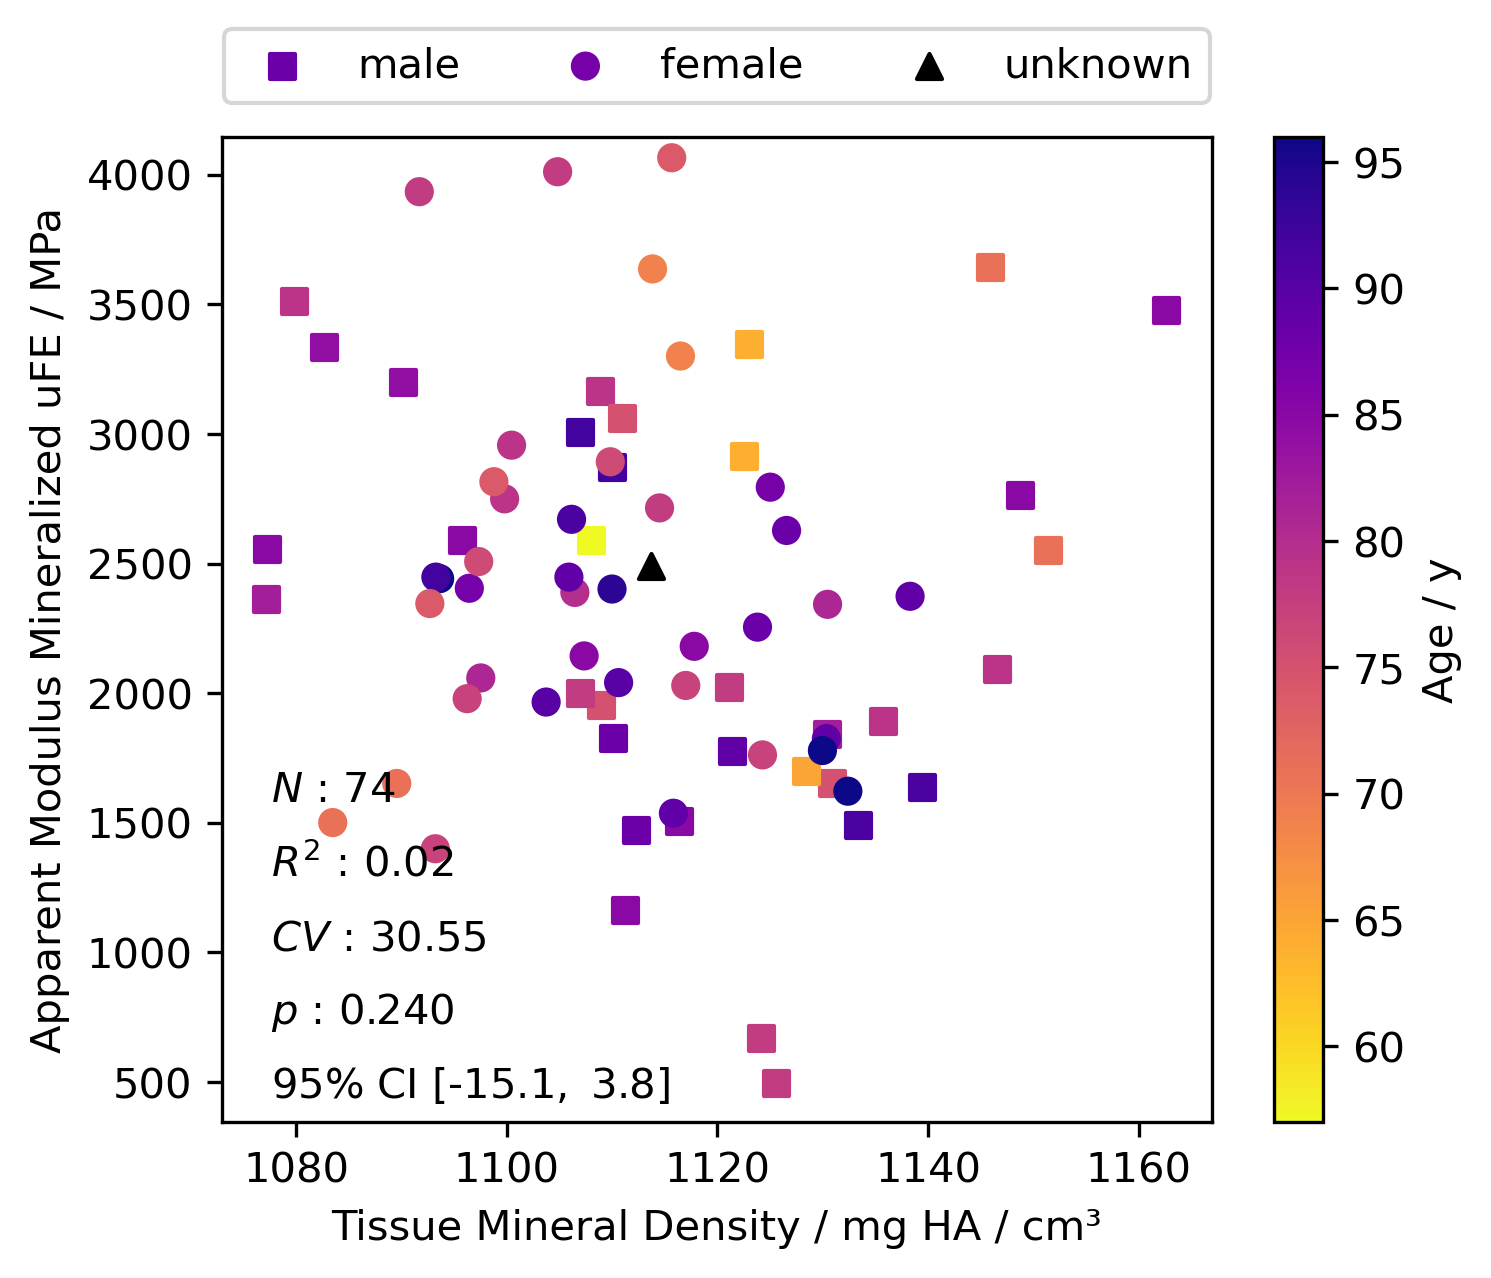 male female unknown
4000
3500
3000
2500
2000
1500
1000
500
Apparent Modulus Mineralized uFE / MPa
N : 74
R² : 0.02
CV : 30.55
p : 0.240
95% CI [-15.1, 3.8]
1080 1100 1120 1140 1160
Tissue Mineral Density / mg HA / cm³
95
90
85
80
75
70
65
60
Age / y